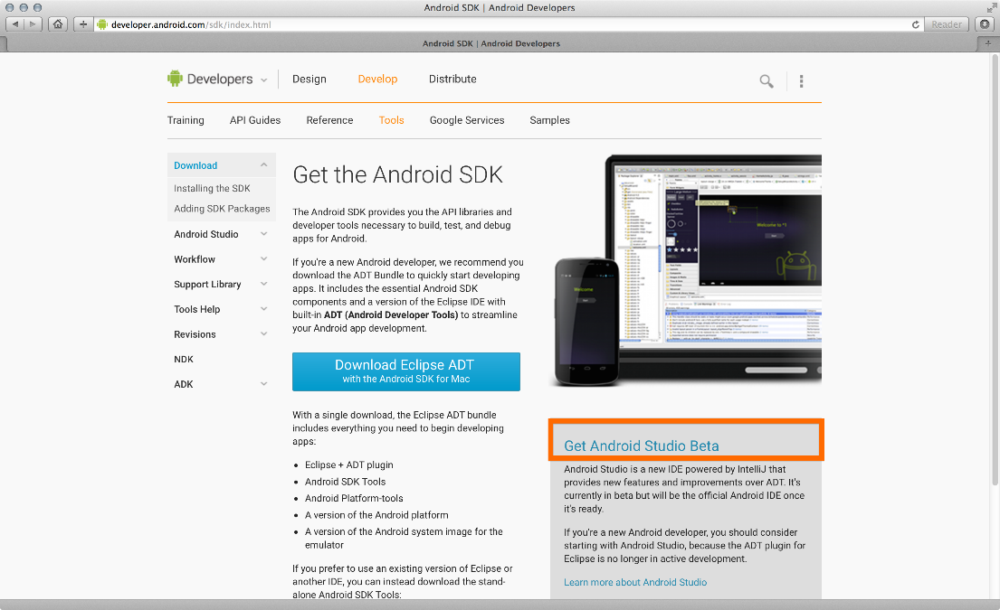 Android SDK | Android Developers
developer.android.com/sdk/index.html
Reader
Android SDK | Android Developers
Developers
Design
Develop
Distribute
Training
API Guides
Reference
Tools
Google Services
Samples
Download
Installing the SDK
Adding SDK Packages
Android Studio
Workflow
Support Library
Tools Help
Revisions
NDK
ADK
Get the Android SDK
The Android SDK provides you the API libraries and
developer tools necessary to build, test, and debug
apps for Android.
If you're a new Android developer, we recommend you
download the ADT Bundle to quickly start developing
apps. It includes the essential Android SDK
components and a version of the Eclipse IDE with
built-in ADT (Android Developer Tools) to streamline
your Android app development.
Download Eclipse ADT
with the Android SDK for Mac
With a single download, the Eclipse ADT bundle
includes everything you need to begin developing
apps:
• Eclipse + ADT plugin
• Android SDK Tools
• Android Platform-tools
• A version of the Android platform
• A version of the Android system image for the
emulator
If you prefer to use an existing version of Eclipse or
another IDE, you can instead download the stand-
alone Android SDK Tools:
Welcome
Get Android Studio Beta
Android Studio is a new IDE powered by IntelliJ that
provides new features and improvements over ADT. It's
currently in beta but will be the official Android IDE once
it's ready.
If you're a new Android developer, you should consider
starting with Android Studio, because the ADT plugin for
Eclipse is no longer in active development.
Learn more about Android Studio